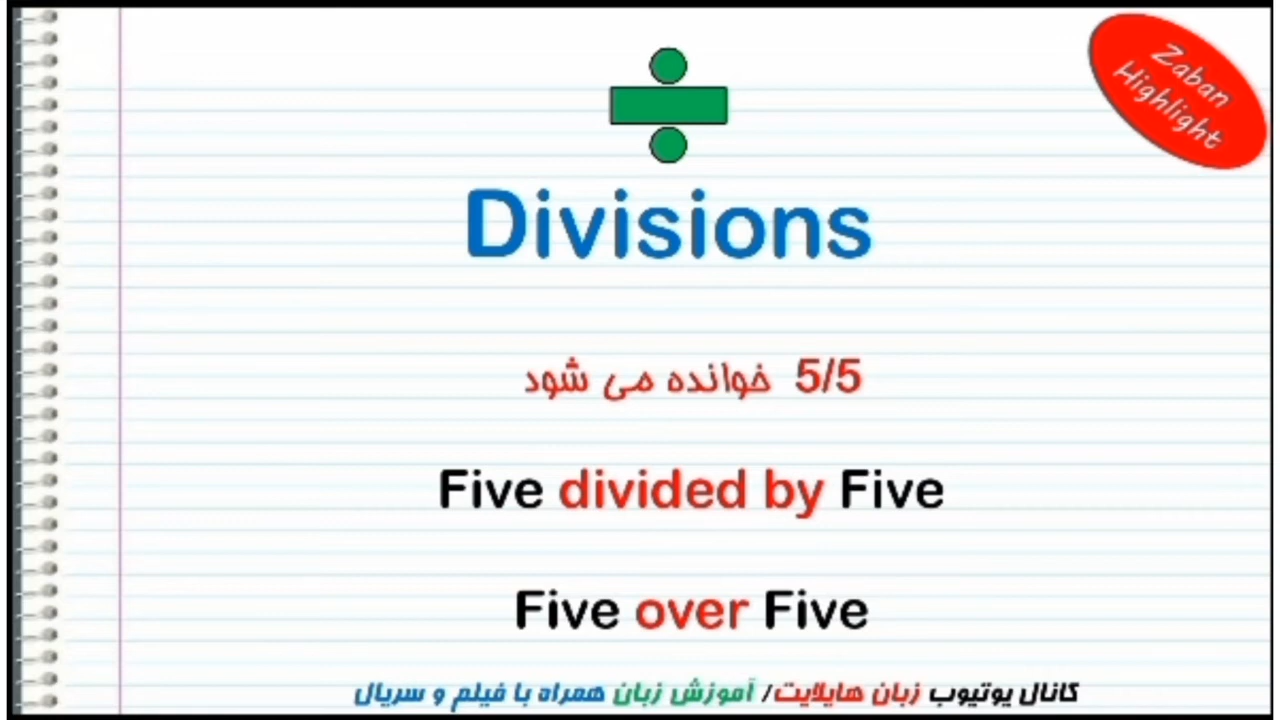 Zaban
Highlight
Divisions
5/5 خوانده می شود
Five divided by Five
Five over Five
کانال یوتیوب زبان هایلایت/ آموزش زبان همراه با فیلم و سریال